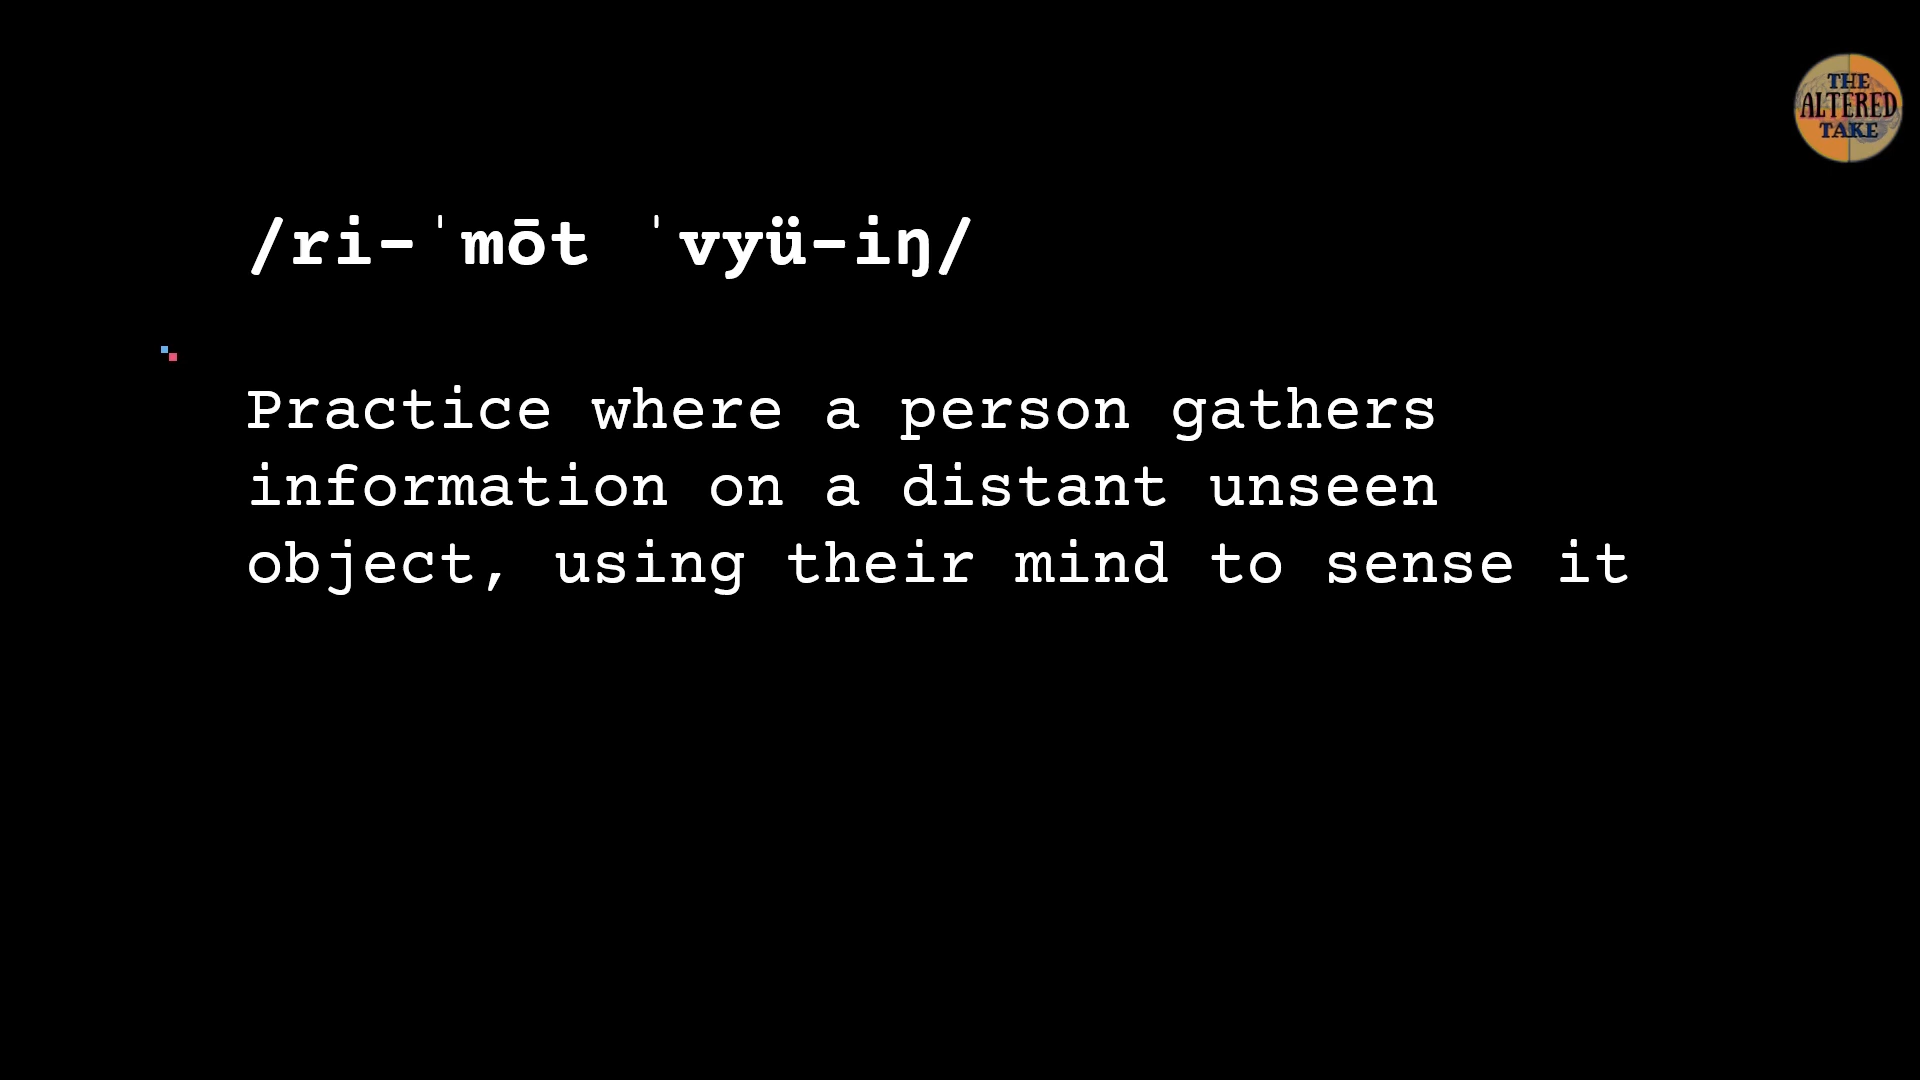 THE
ALTERED
TAKE
/ri-ˈmōt ˈvyü-iŋ/
Practice where a person gathers
information on a distant unseen
object, using their mind to sense it